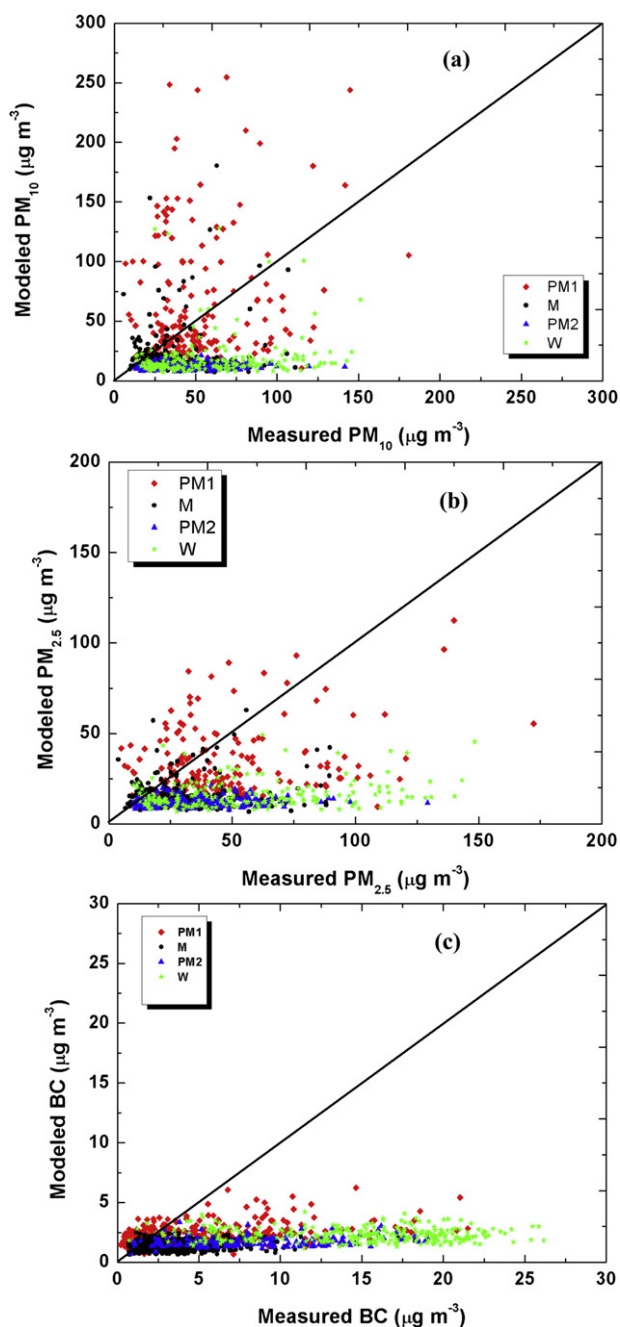 300
250
200
150
100
50
0
Modeled PM₁₀ (μg m⁻³)
(a)
PM1
M
PM2
W
0 50 100 150 200 250 300
Measured PM₁₀ (μg m⁻³)
200
150
100
50
0
Modeled PM₂.₅ (μg m⁻³)
PM1
M
PM2
W
(b)
0 50 100 150 200
Measured PM₂.₅ (μg m⁻³)
30
25
20
15
10
5
0
Modeled BC (μg m⁻³)
PM1
M
PM2
W
(c)
0 5 10 15 20 25 30
Measured BC (μg m⁻³)